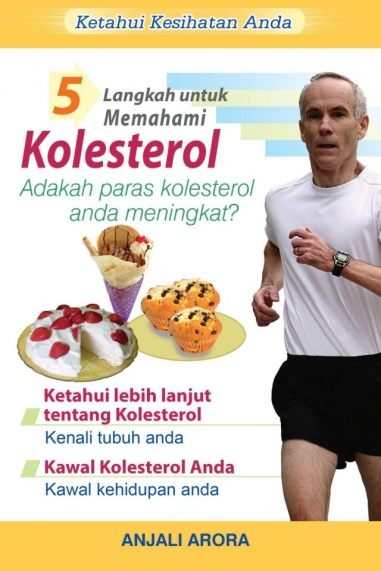 Ketahui Kesihatan Anda
5 Langkah untuk
Memahami
Kolesterol
Adakah paras kolesterol
anda meningkat?
Ketahui lebih lanjut
tentang Kolesterol
Kenali tubuh anda
Kawal Kolesterol Anda
Kawal kehidupan anda
ANJALI ARORA